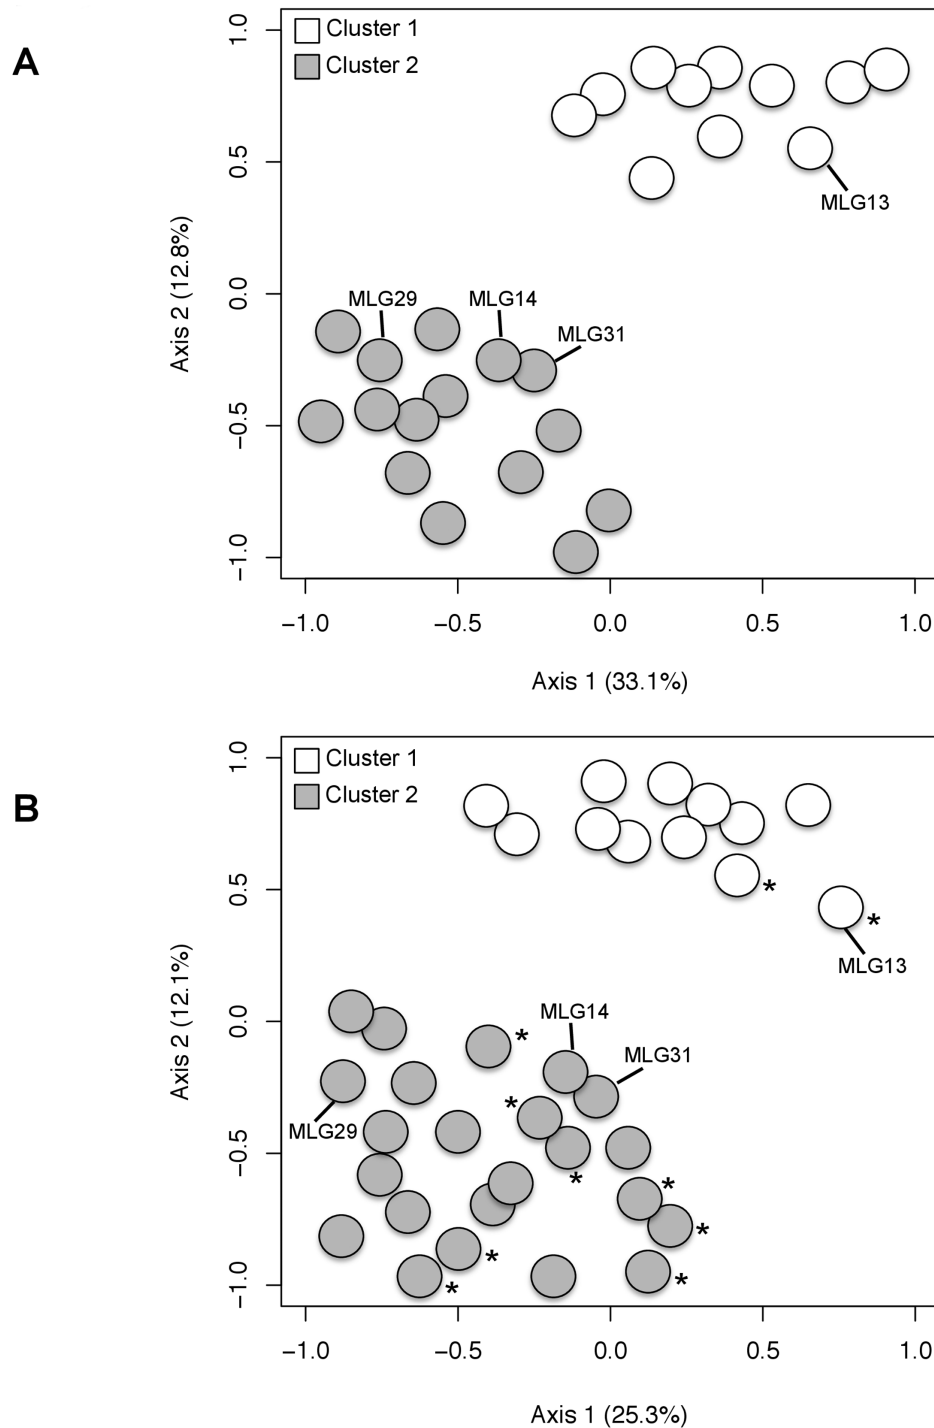 A
Cluster 1
Cluster 2
1.0
0.5
0.0
−0.5
−1.0
Axis 2 (12.8%)
MLG13
MLG29
MLG14
MLG31
−1.0
−0.5
0.0
0.5
1.0
Axis 1 (33.1%)
B
Cluster 1
Cluster 2
1.0
0.5
0.0
−0.5
−1.0
Axis 2 (12.1%)
*
*
MLG13
MLG14
*
MLG31
*
MLG29
*
*
*
*
*
*
−1.0
−0.5
0.0
0.5
1.0
Axis 1 (25.3%)